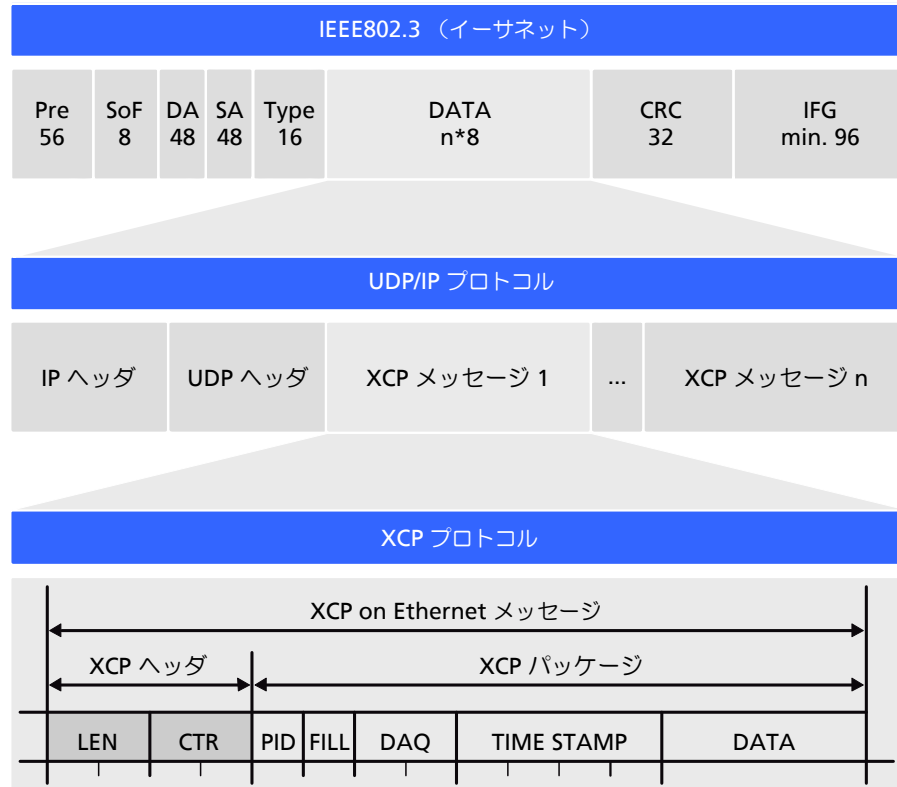 IEEE802.3 （イーサネット）
Pre SoF DA SA Type DATA CRC IFG
56 8 48 48 16 n*8 32 min. 96
UDP/IP プロトコル
IP ヘッダ UDP ヘッダ XCP メッセージ 1 ... XCP メッセージ n
XCP プロトコル
XCP on Ethernet メッセージ
XCP ヘッダ XCP パッケージ
LEN CTR PID FILL DAQ TIME STAMP DATA